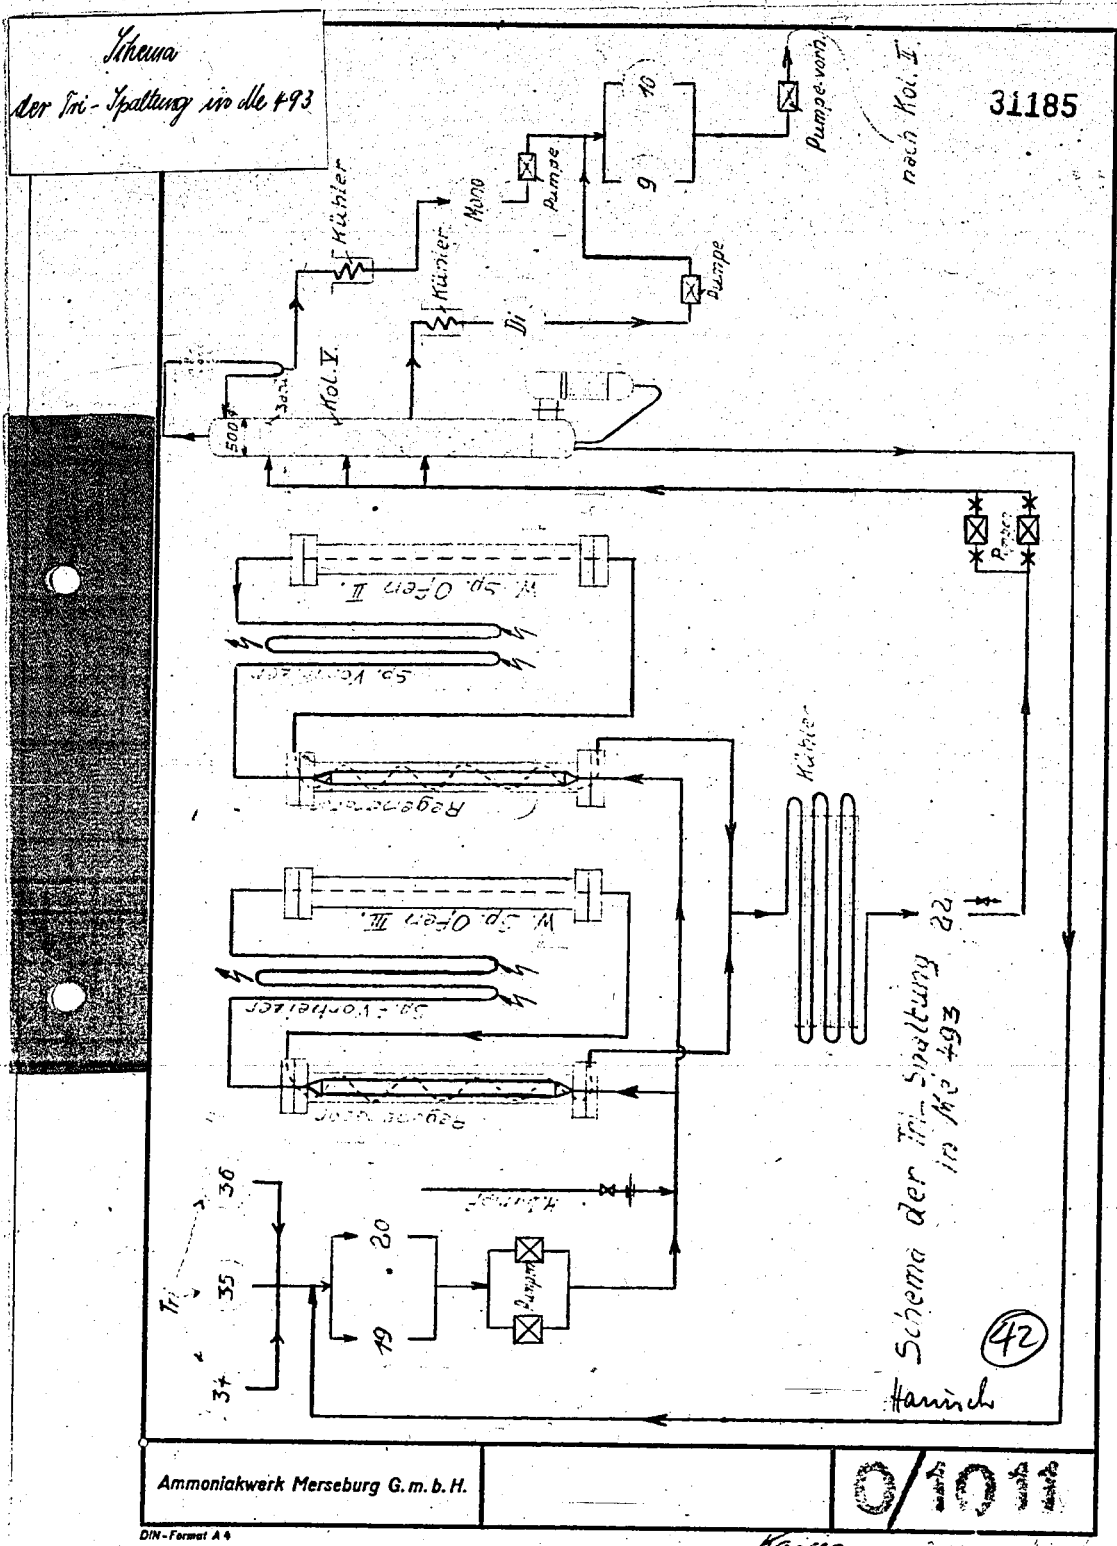 Schema
der Tri-Spaltung in Me 493
31185
Pumpe vorh.
nach Kol. II.
10
9
Pumpe
Mono
Kühler
Kühler
Pumpe
Di
Kol. V.
500
Pumpen
W. Sp. Ofen II.
Sp. Vorheizer
Regenerator
Kühler
W. Sp. Ofen III.
Sp.-Vorheizer
Regenerator
22
Tri
36
35
34
20
19
Pumpen
H.Dampf
Schema der Tri-Spaltung
in Me 493
42
Hanisch
Ammoniakwerk Merseburg G.m.b.H.
DIN-Format A4